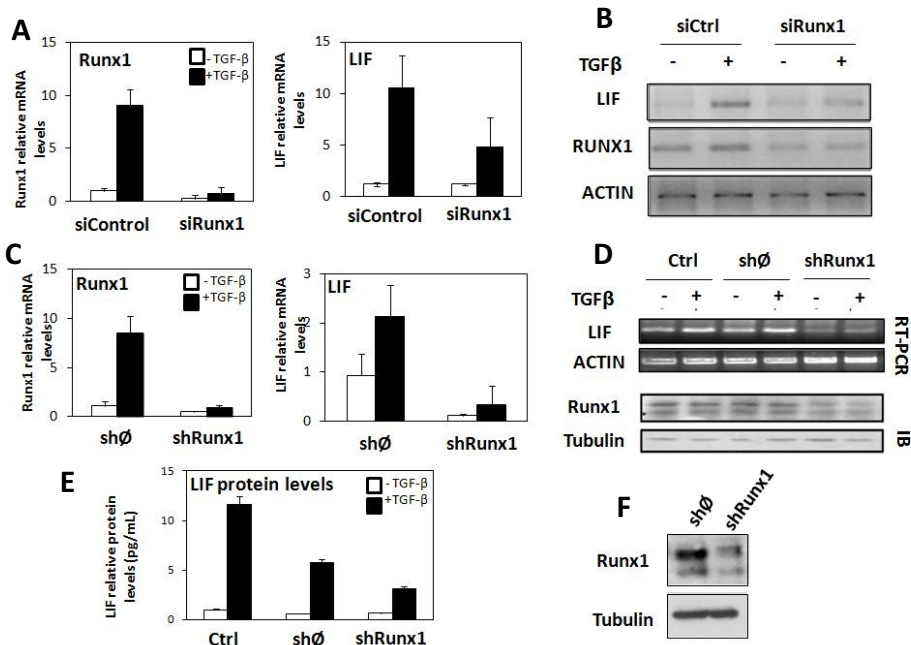 A
Runx1 relative mRNA levels
15
10
5
0
Runx1
- TGF-β
+TGF-β
siControl siRunx1
LIF relative mRNA levels
15
10
5
0
LIF
siControl siRunx1
B
siCtrl siRunx1
TGFβ - + - +
LIF
RUNX1
ACTIN
C
Runx1 relative mRNA levels
15
10
5
0
Runx1
- TGF-β
+TGF-β
shØ shRunx1
LIF relative mRNA levels
3
2
1
0
LIF
shØ shRunx1
D
Ctrl shØ shRunx1
TGFβ - + - + - +
LIF
ACTIN
RT-PCR
Runx1
Tubulin
IB
E
LIF relative protein levels (pg/mL)
15
10
5
0
LIF protein levels
- TGF-β
+TGF-β
Ctrl shØ shRunx1
F
shØ shRunx1
Runx1
Tubulin